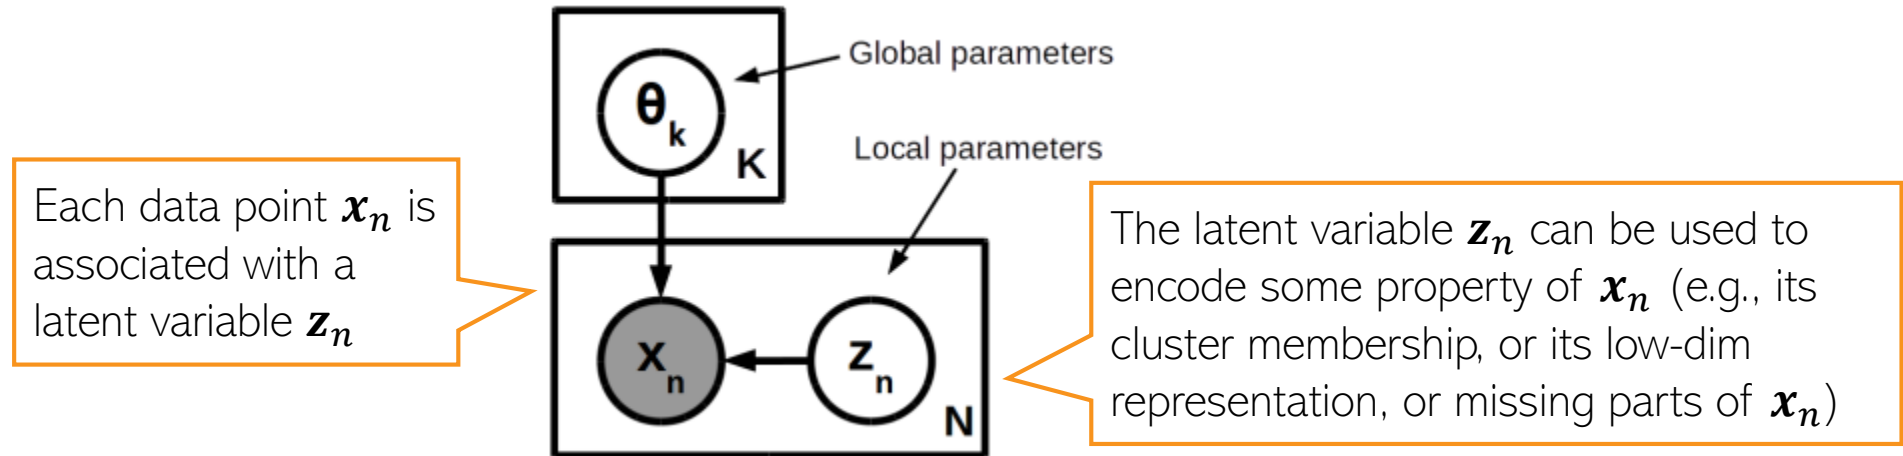 θk
K
Global parameters
Local parameters
Each data point xn is
associated with a
latent variable zn
xn
zn
N
The latent variable zn can be used to
encode some property of xn (e.g., its
cluster membership, or its low-dim
representation, or missing parts of xn)